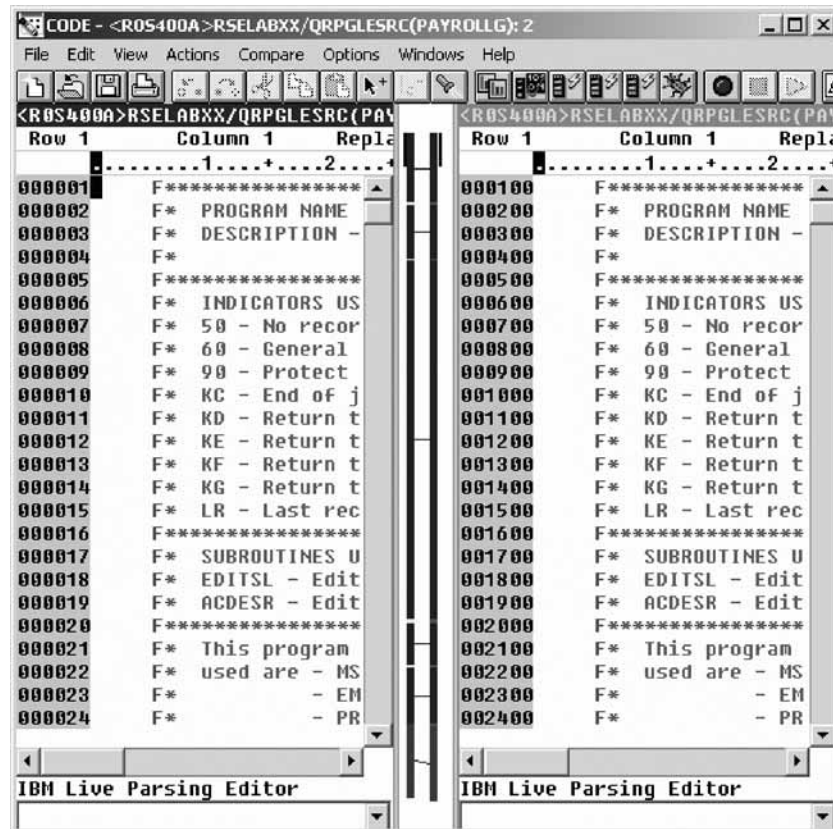 CODE - <R0S400A>RSELABXX/QRPGLESRC(PAYROLLG): 2
File Edit View Actions Compare Options Windows Help
<R0S400A>RSELABXX/QRPGLESRC(PAY
Row 1 Column 1 Repla
.........1....+....2....+
000001 F*****************
000002 F* PROGRAM NAME
000003 F* DESCRIPTION -
000004 F*
000005 F*****************
000006 F* INDICATORS US
000007 F* 50 - No recor
000008 F* 60 - General
000009 F* 90 - Protect
000010 F* KC - End of j
000011 F* KD - Return t
000012 F* KE - Return t
000013 F* KF - Return t
000014 F* KG - Return t
000015 F* LR - Last rec
000016 F*****************
000017 F* SUBROUTINES U
000018 F* EDITSL - Edit
000019 F* ACDESR - Edit
000020 F*****************
000021 F* This program
000022 F* used are - MS
000023 F* - EM
000024 F* - PR
IBM Live Parsing Editor
<R0S400A>RSELABXX/QRPGLESRC(PAY
Row 1 Column 1 Repla
.........1....+....2....+
000100 F*****************
000200 F* PROGRAM NAME
000300 F* DESCRIPTION -
000400 F*
000500 F*****************
000600 F* INDICATORS US
000700 F* 50 - No recor
000800 F* 60 - General
000900 F* 90 - Protect
001000 F* KC - End of j
001100 F* KD - Return t
001200 F* KE - Return t
001300 F* KF - Return t
001400 F* KG - Return t
001500 F* LR - Last rec
001600 F*****************
001700 F* SUBROUTINES U
001800 F* EDITSL - Edit
001900 F* ACDESR - Edit
002000 F*****************
002100 F* This program
002200 F* used are - MS
002300 F* - EM
002400 F* - PR
IBM Live Parsing Editor